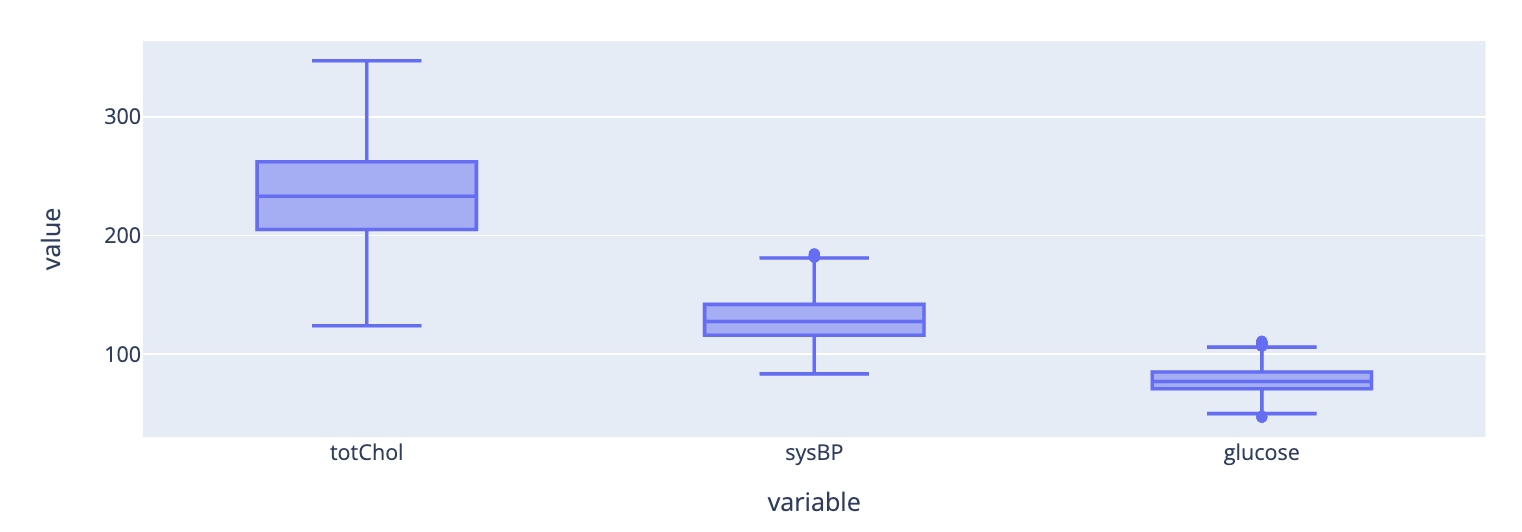 300
200
100
value
totChol
sysBP
glucose
variable